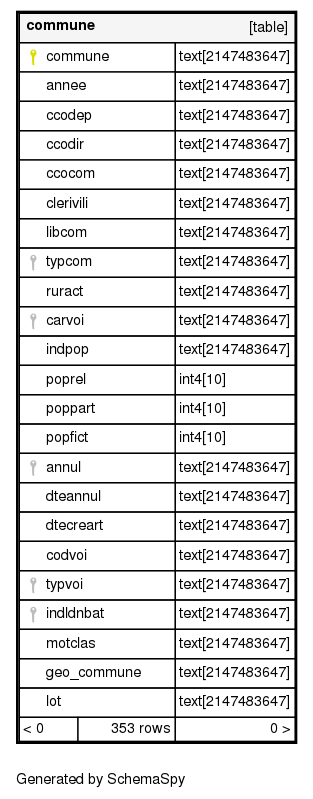 commune [table]
commune text[2147483647]
annee text[2147483647]
ccodep text[2147483647]
ccodir text[2147483647]
ccocom text[2147483647]
clerivili text[2147483647]
libcom text[2147483647]
typcom text[2147483647]
ruract text[2147483647]
carvoi text[2147483647]
indpop text[2147483647]
poprel int4[10]
poppart int4[10]
popfict int4[10]
annul text[2147483647]
dteannul text[2147483647]
dtecreart text[2147483647]
codvoi text[2147483647]
typvoi text[2147483647]
indldnbat text[2147483647]
motclas text[2147483647]
geo_commune text[2147483647]
lot text[2147483647]
< 0 353 rows 0 >
Generated by SchemaSpy